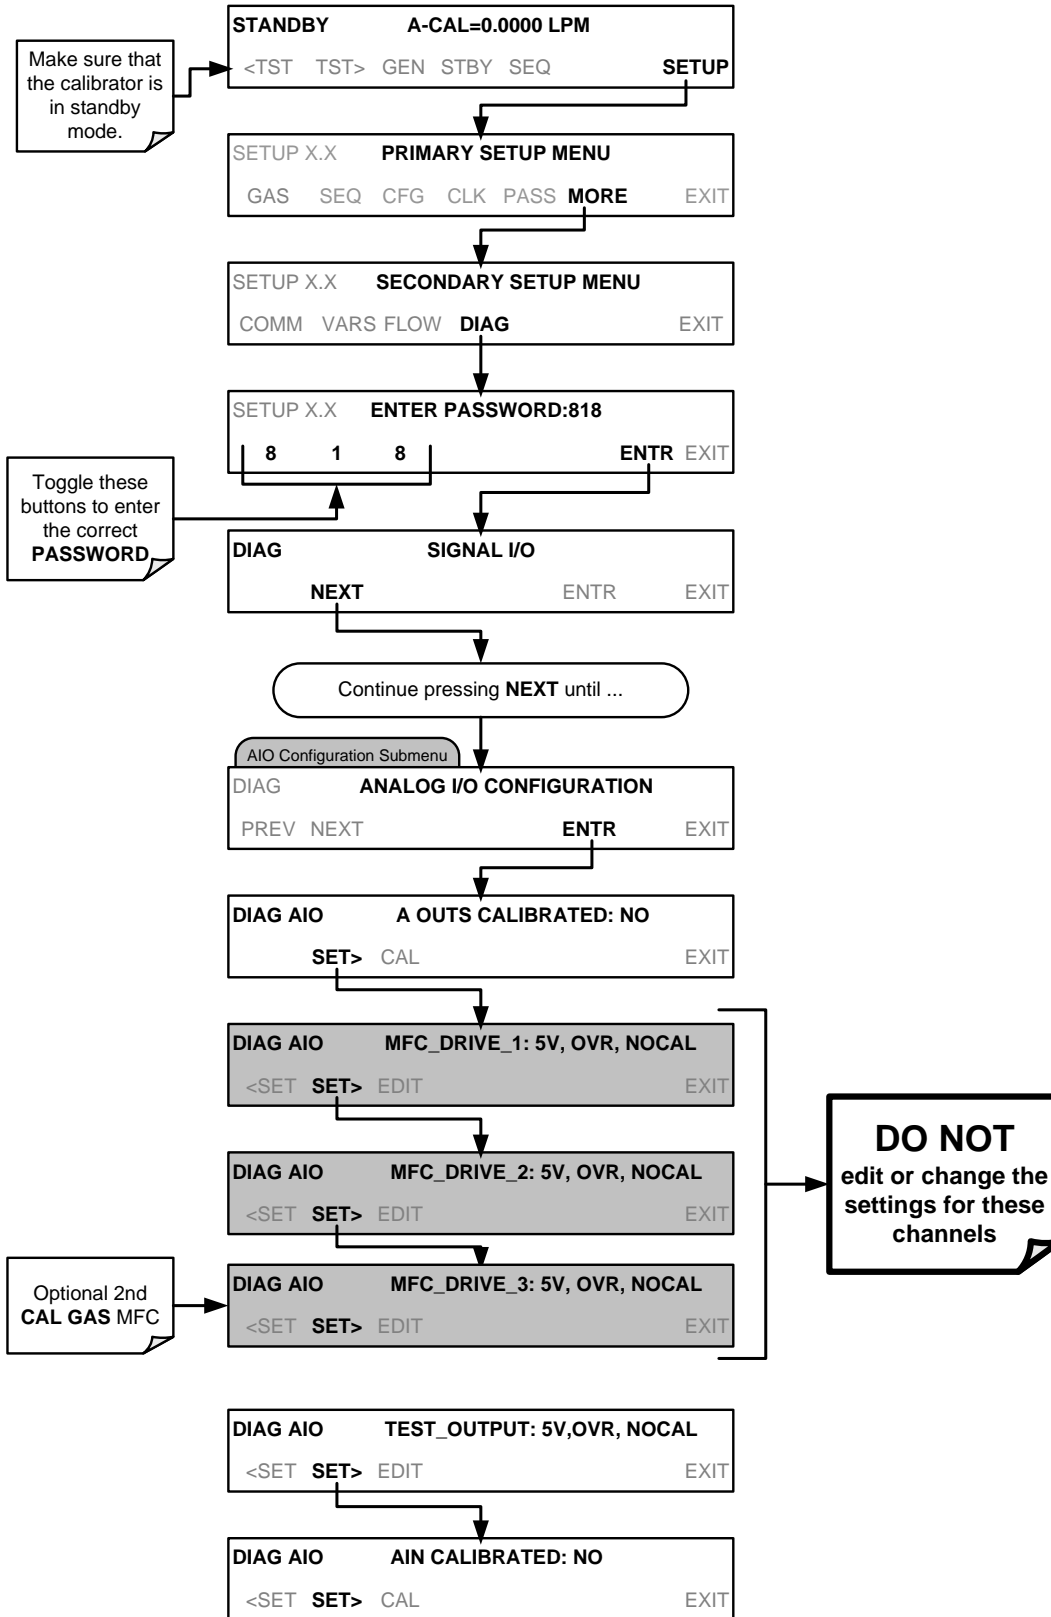 STANDBY A-CAL=0.0000 LPM
<TST TST> GEN STBY SEQ SETUP
Make sure that
the calibrator is
in standby
mode.
SETUP X.X PRIMARY SETUP MENU
GAS SEQ CFG CLK PASS MORE EXIT
SETUP X.X SECONDARY SETUP MENU
COMM VARS FLOW DIAG EXIT
SETUP X.X ENTER PASSWORD:818
8 1 8 ENTR EXIT
Toggle these
buttons to enter
the correct
PASSWORD
DIAG SIGNAL I/O
NEXT ENTR EXIT
Continue pressing NEXT until ...
AIO Configuration Submenu
DIAG ANALOG I/O CONFIGURATION
PREV NEXT ENTR EXIT
DIAG AIO A OUTS CALIBRATED: NO
SET> CAL EXIT
DIAG AIO MFC_DRIVE_1: 5V, OVR, NOCAL
<SET SET> EDIT EXIT
DIAG AIO MFC_DRIVE_2: 5V, OVR, NOCAL
<SET SET> EDIT EXIT
DO NOT
edit or change the
settings for these
channels
Optional 2nd
CAL GAS MFC
DIAG AIO MFC_DRIVE_3: 5V, OVR, NOCAL
<SET SET> EDIT EXIT
DIAG AIO TEST_OUTPUT: 5V,OVR, NOCAL
<SET SET> EDIT EXIT
DIAG AIO AIN CALIBRATED: NO
<SET SET> CAL EXIT